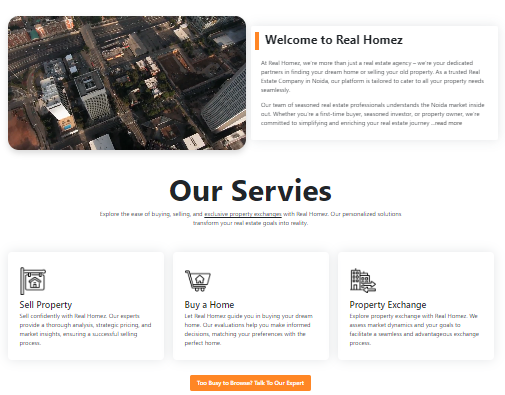 Welcome to Real Homez
At Real Homez, we're more than just a real estate agency – we're your dedicated
partners in finding your dream home or selling your old property. As a trusted Real
Estate Company in Noida, our platform is tailored to cater to all your property needs
seamlessly.
Our team of seasoned real estate professionals understands the Noida market inside
out. Whether you're a first-time buyer, seasoned investor, or property owner, we're
committed to simplifying and enriching your real estate journey ...read more
Our Servies
Explore the ease of buying, selling, and exclusive property exchanges with Real Homez. Our personalized solutions
transform your real estate goals into reality.
Sell Property
Sell confidently with Real Homez. Our experts
provide a thorough analysis, strategic pricing, and
market insights, ensuring a successful selling
process.
Buy a Home
Let Real Homez guide you in buying your dream
home. Our evaluations help you make informed
decisions, matching your preferences with the
perfect home.
Property Exchange
Explore property exchange with Real Homez. We
assess market dynamics and your goals to
facilitate a seamless and advantageous exchange
process.
Too Busy to Browse? Talk To Our Expert